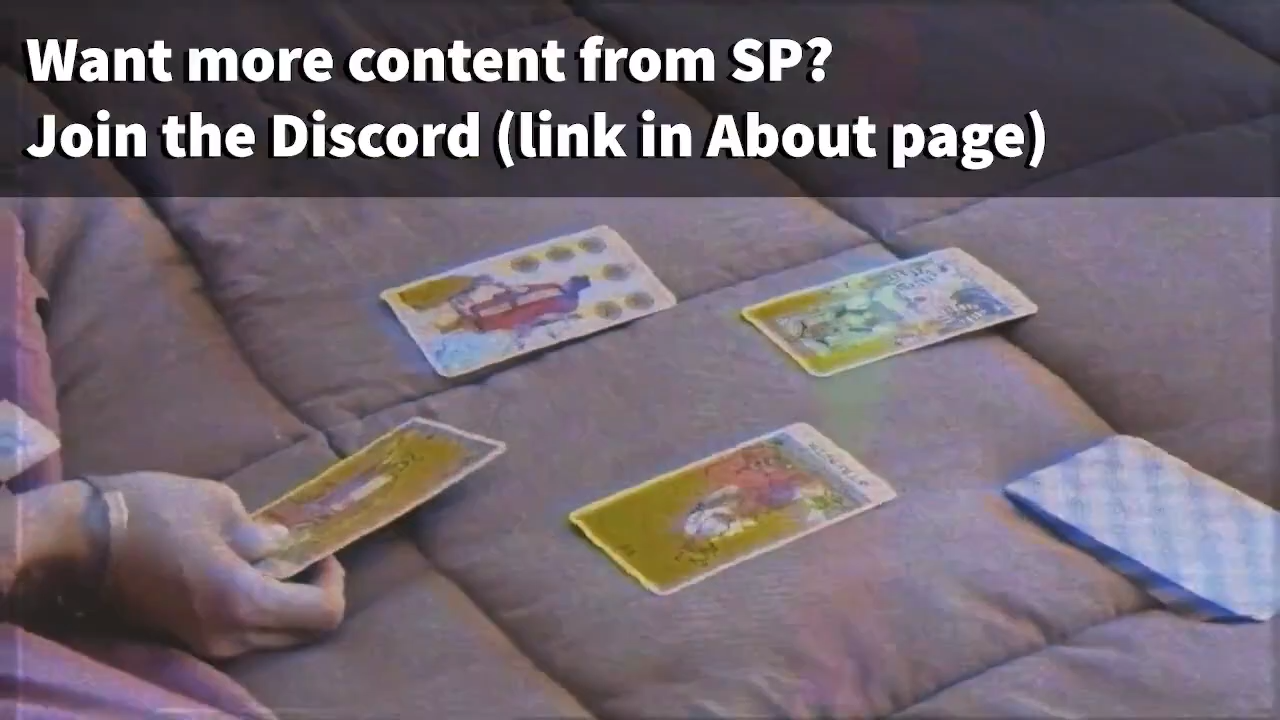 Want more content from SP?
Join the Discord (link in About page)